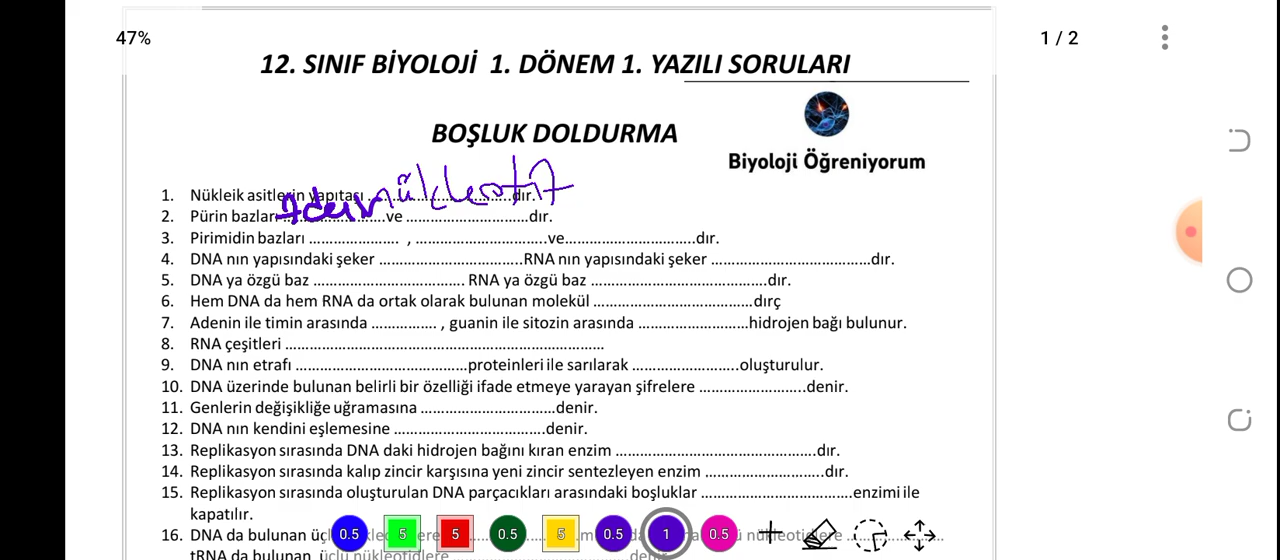 47%
1 / 2
12. SINIF BİYOLOJİ 1. DÖNEM 1. YAZILI SORULARI
BOŞLUK DOLDURMA
Biyoloji Öğreniyorum
1. Nükleik asitlerin yapıtaşı ...nükleotit...dır.
2. Pürin bazları ......................ve ............................dır.
3. Pirimidin bazları ..................... , ..............................ve..............................dır.
4. DNA nın yapısındaki şeker .................................RNA nın yapısındaki şeker .....................................dır.
5. DNA ya özgü baz ................................... RNA ya özgü baz ........................................dır.
6. Hem DNA da hem RNA da ortak olarak bulunan molekül .....................................dırç
7. Adenin ile timin arasında ............... , guanin ile sitozin arasında .........................hidrojen bağı bulunur.
8. RNA çeşitleri ..........................................................................
9. DNA nın etrafı .......................................proteinleri ile sarılarak .........................oluşturulur.
10. DNA üzerinde bulunan belirli bir özelliği ifade etmeye yarayan şifrelere .........................denir.
11. Genlerin değişikliğe uğramasına ...............................denir.
12. DNA nın kendini eşlemesine ...................................denir.
13. Replikasyon sırasında DNA daki hidrojen bağını kıran enzim ..............................................dır.
14. Replikasyon sırasında kalıp zincir karşısına yeni zincir sentezleyen enzim ...........................dır.
15. Replikasyon sırasında oluşturulan DNA parçacıkları arasındaki boşluklar ...................................enzimi ile
kapatılır.
16. DNA da bulunan üçlü nükleotidlere
0.5 5 5 0.5 5 0.5 1 0.5
tRNA da bulunan üçlü nükleotidlere ........................................denir